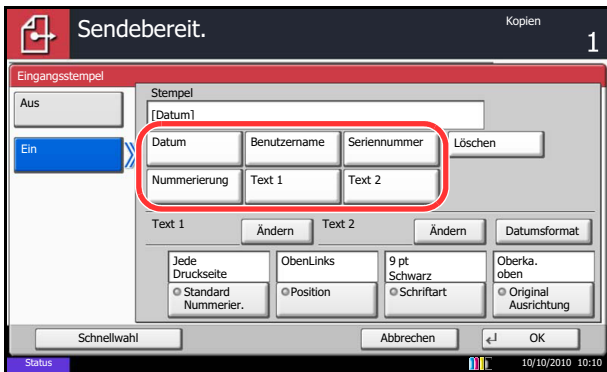 Sendebereit.
Kopien
1
Eingangsstempel
Aus
Ein
Stempel
[Datum]
Datum
Benutzername
Seriennummer
Löschen
Nummerierung
Text 1
Text 2
Text 1
Ändern
Text 2
Ändern
Datumsformat
Jede
Druckseite
ObenLinks
9 pt
Schwarz
Oberka.
oben
Standard
Nummerier.
Position
Schriftart
Original
Ausrichtung
Schnellwahl
Abbrechen
OK
Status
10/10/2010 10:10